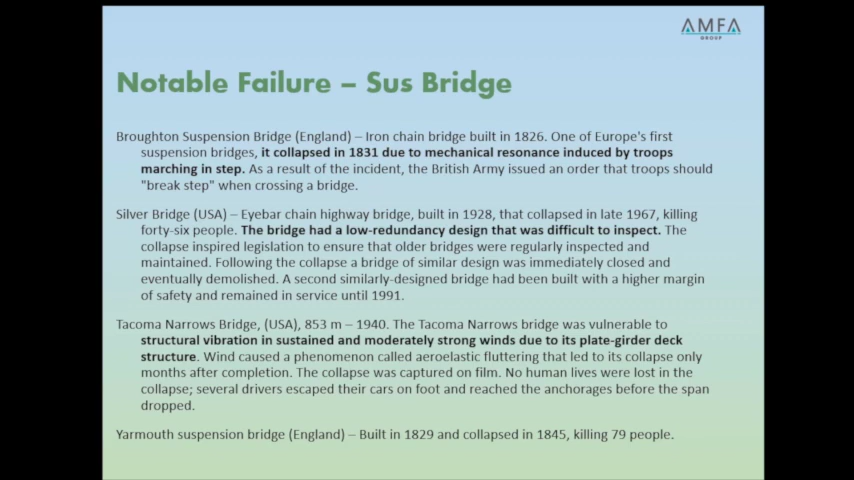 AMFA
GROUP
Notable Failure – Sus Bridge
Broughton Suspension Bridge (England) – Iron chain bridge built in 1826. One of Europe's first
suspension bridges, it collapsed in 1831 due to mechanical resonance induced by troops
marching in step. As a result of the incident, the British Army issued an order that troops should
"break step" when crossing a bridge.
Silver Bridge (USA) – Eyebar chain highway bridge, built in 1928, that collapsed in late 1967, killing
forty-six people. The bridge had a low-redundancy design that was difficult to inspect. The
collapse inspired legislation to ensure that older bridges were regularly inspected and
maintained. Following the collapse a bridge of similar design was immediately closed and
eventually demolished. A second similarly-designed bridge had been built with a higher margin
of safety and remained in service until 1991.
Tacoma Narrows Bridge, (USA), 853 m – 1940. The Tacoma Narrows bridge was vulnerable to
structural vibration in sustained and moderately strong winds due to its plate-girder deck
structure. Wind caused a phenomenon called aeroelastic fluttering that led to its collapse only
months after completion. The collapse was captured on film. No human lives were lost in the
collapse; several drivers escaped their cars on foot and reached the anchorages before the span
dropped.
Yarmouth suspension bridge (England) – Built in 1829 and collapsed in 1845, killing 79 people.